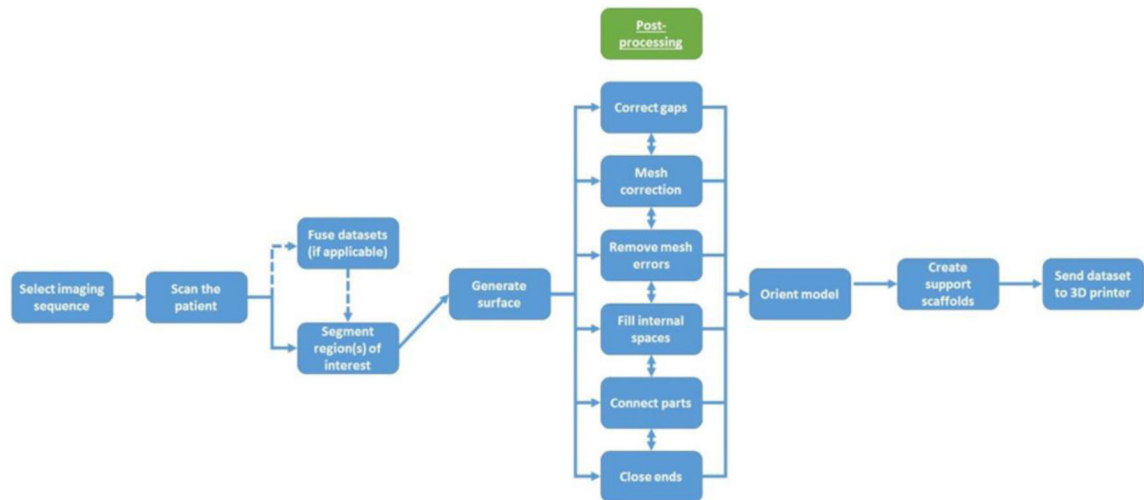 Post-
processing
Correct gaps
Mesh
correction
Fuse datasets
(if applicable)
Remove mesh
errors
Select imaging
sequence
Scan the
patient
Generate
surface
Orient model
Create
support
scaffolds
Send dataset
to 3D printer
Segment
region(s) of
interest
Fill internal
spaces
Connect parts
Close ends